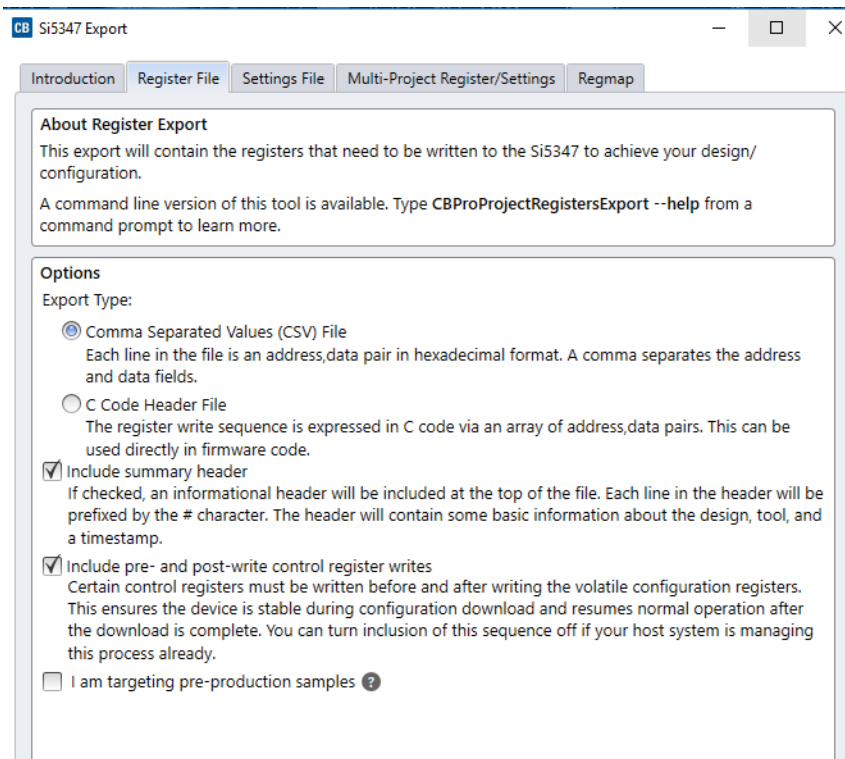 CB Si5347 Export
Introduction Register File Settings File Multi-Project Register/Settings Regmap
About Register Export
This export will contain the registers that need to be written to the Si5347 to achieve your design/
configuration.
A command line version of this tool is available. Type CBProProjectRegistersExport --help from a
command prompt to learn more.
Options
Export Type:
Comma Separated Values (CSV) File
Each line in the file is an address,data pair in hexadecimal format. A comma separates the address
and data fields.
C Code Header File
The register write sequence is expressed in C code via an array of address,data pairs. This can be
used directly in firmware code.
Include summary header
If checked, an informational header will be included at the top of the file. Each line in the header will be
prefixed by the # character. The header will contain some basic information about the design, tool, and
a timestamp.
Include pre- and post-write control register writes
Certain control registers must be written before and after writing the volatile configuration registers.
This ensures the device is stable during configuration download and resumes normal operation after
the download is complete. You can turn inclusion of this sequence off if your host system is managing
this process already.
I am targeting pre-production samples ?